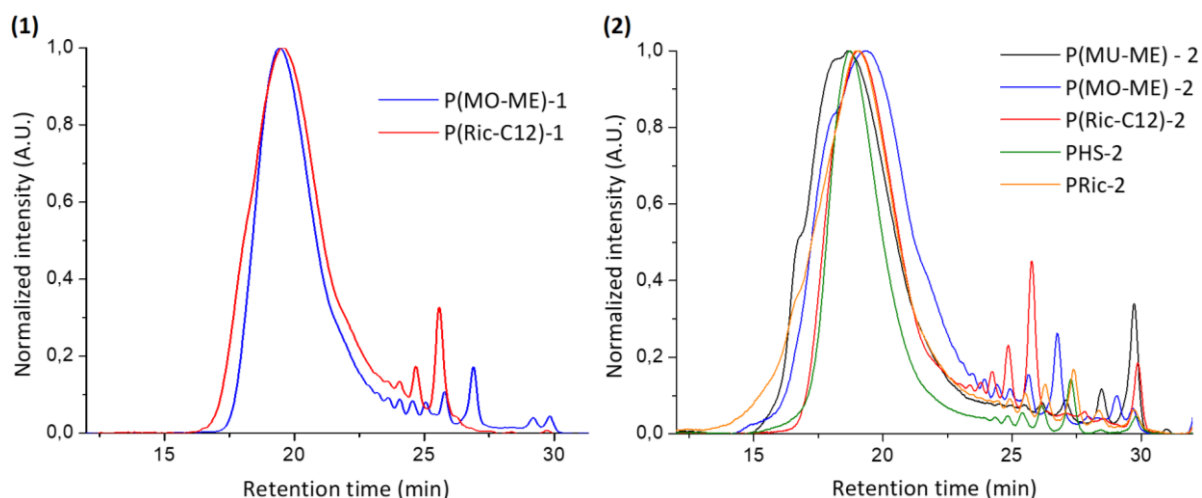 (1)
1,0
0,8
0,6
0,4
0,2
0,0
Normalized intensity (A.U.)
15
20
25
30
Retention time (min)
P(MO-ME)-1
P(Ric-C12)-1
(2)
1,0
0,8
0,6
0,4
0,2
0,0
Normalized intensity (A.U.)
15
20
25
30
Retention time (min)
P(MU-ME) - 2
P(MO-ME) -2
P(Ric-C12)-2
PHS-2
PRic-2